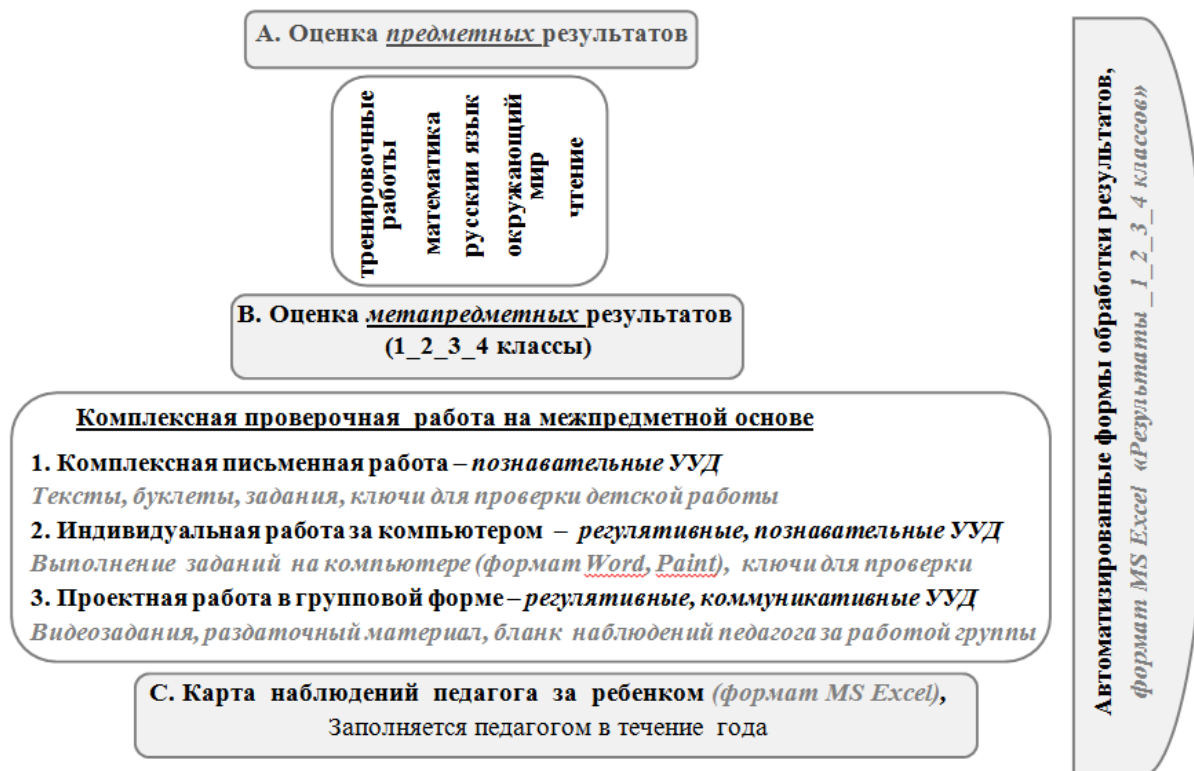 А. Оценка предметных результатов
тренировочные
работы
математика
русский язык
окружающий
мир
чтение
В. Оценка метапредметных результатов
(1_2_3_4 классы)
Комплексная проверочная работа на межпредметной основе
1. Комплексная письменная работа – познавательные УУД
Тексты, буклеты, задания, ключи для проверки детской работы
2. Индивидуальная работа за компьютером – регулятивные, познавательные УУД
Выполнение заданий на компьютере (формат Word, Paint), ключи для проверки
3. Проектная работа в групповой форме – регулятивные, коммуникативные УУД
Видеозадания, раздаточный материал, бланк наблюдений педагога за работой группы
С. Карта наблюдений педагога за ребенком (формат MS Excel),
Заполняется педагогом в течение года
Автоматизированные формы обработки результатов,
формат MS Excel «Результаты _1_2_3_4 классов»